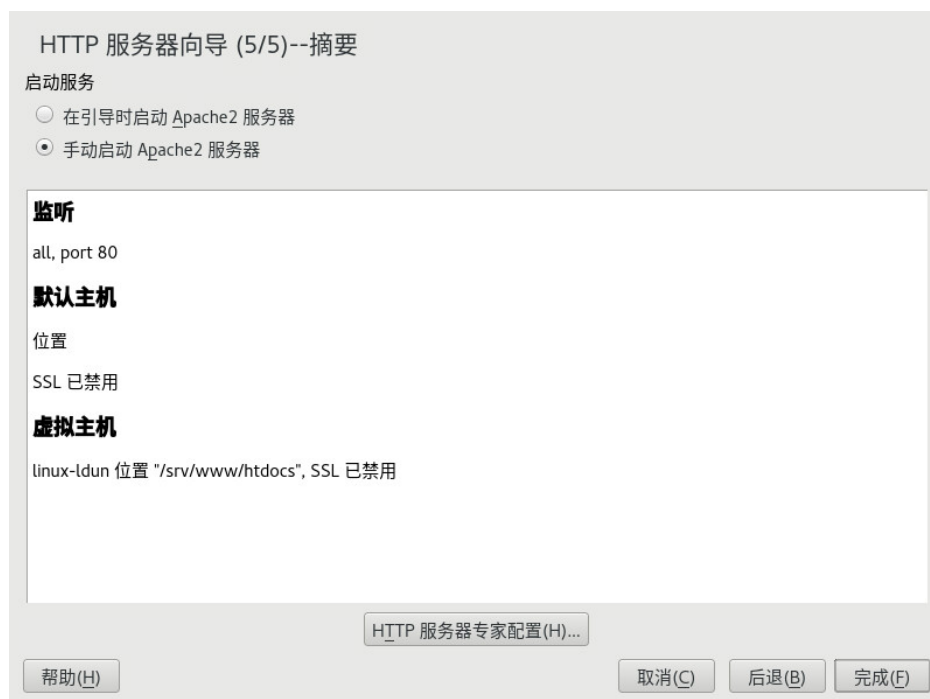 HTTP 服务器向导 (5/5)--摘要
启动服务
在引导时启动 Apache2 服务器
手动启动 Apache2 服务器
监听
all, port 80
默认主机
位置
SSL 已禁用
虚拟主机
linux-ldun 位置 "/srv/www/htdocs", SSL 已禁用
HTTP 服务器专家配置(H)...
帮助(H) 取消(C) 后退(B) 完成(F)